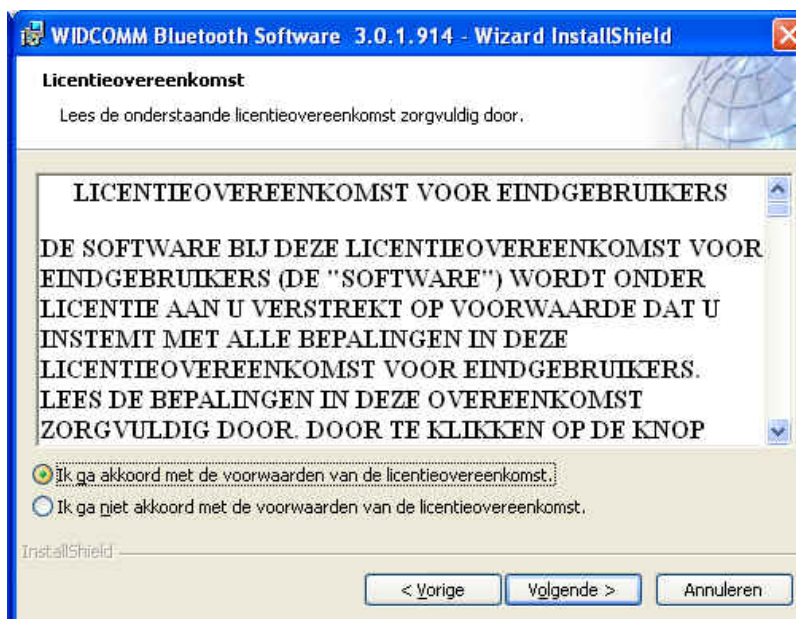 WIDCOMM Bluetooth Software 3.0.1.914 - Wizard InstallShield
Licentieovereenkomst
Lees de onderstaande licentieovereenkomst zorgvuldig door.
LICENTIEOVEREENKOMST VOOR EINDGEBRUIKERS
DE SOFTWARE BIJ DEZE LICENTIEOVEREENKOMST VOOR
EINDGEBRUIKERS (DE "SOFTWARE") WORDT ONDER
LICENTIE AAN U VERSTREKT OP VOORWAARDE DAT U
INSTEMT MET ALLE BEPALINGEN IN DEZE
LICENTIEOVEREENKOMST VOOR EINDGEBRUIKERS.
LEES DE BEPALINGEN IN DEZE OVEREENKOMST
ZORGVULDIG DOOR. DOOR TE KLIKKEN OP DE KNOP
Ik ga akkoord met de voorwaarden van de licentieovereenkomst.
Ik ga niet akkoord met de voorwaarden van de licentieovereenkomst.
InstallShield
< Vorige Volgende > Annuleren